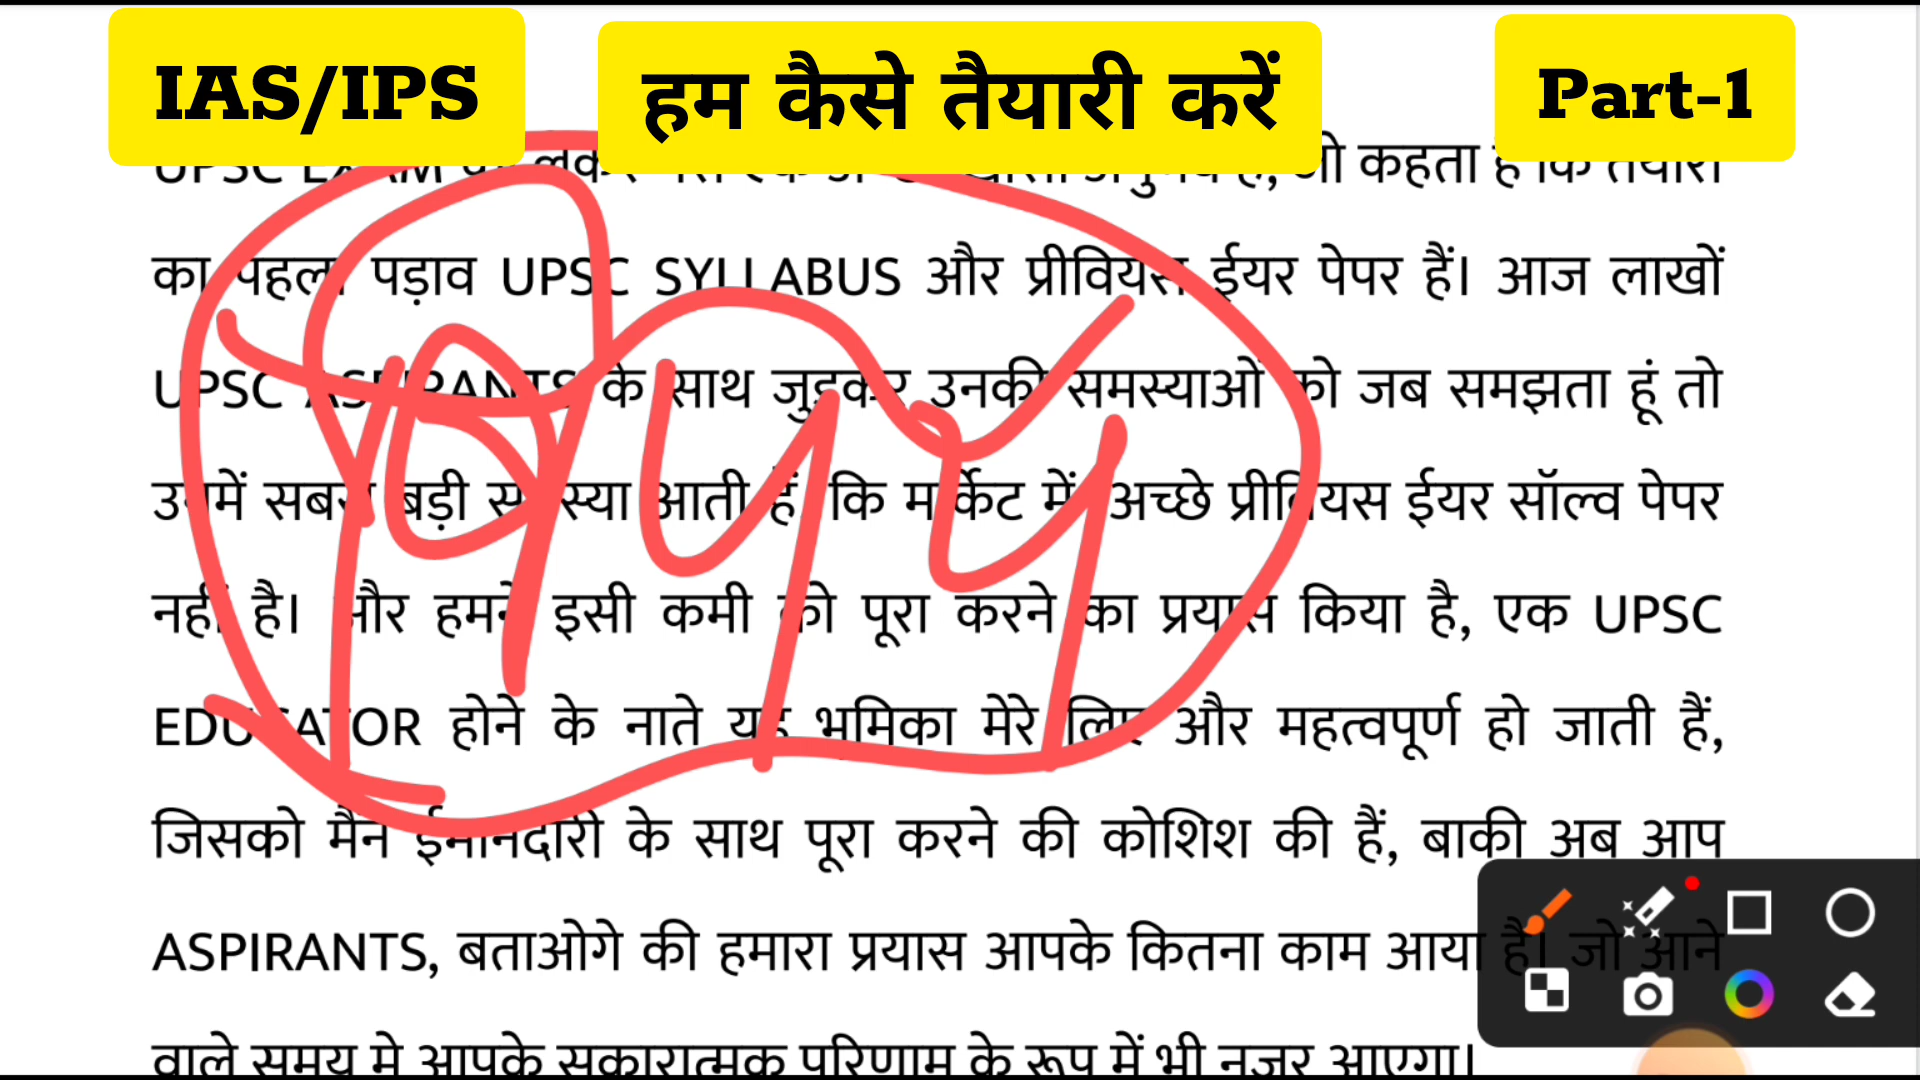 IAS/IPS
हम कैसे तैयारी करें
Part-1
UPSC EXAM कहता है कि तैयारी
का पहला पड़ाव UPSC SYLLABUS और प्रीवियस ईयर पेपर हैं। आज लाखों
UPSC ASPIRANTS के साथ जुड़कर उनकी समस्याओं को जब समझता हूं तो
उनमें सबसे बड़ी समस्या आती हैं, कि मार्केट में अच्छे प्रीवियस ईयर सॉल्व पेपर
नहीं है। और हमने इसी कमी को पूरा करने का प्रयास किया है, एक UPSC
EDUCATOR होने के नाते यह भूमिका मेरे लिए और महत्वपूर्ण हो जाती हैं,
जिसको मैंने ईमानदारी के साथ पूरा करने की कोशिश की हैं, बाकी अब आप
ASPIRANTS, बताओगे की हमारा प्रयास आपके कितना काम आया है। जो आने
वाले समय मे आपके सकारात्मक परिणाम के रूप में भी नजर आएगा।